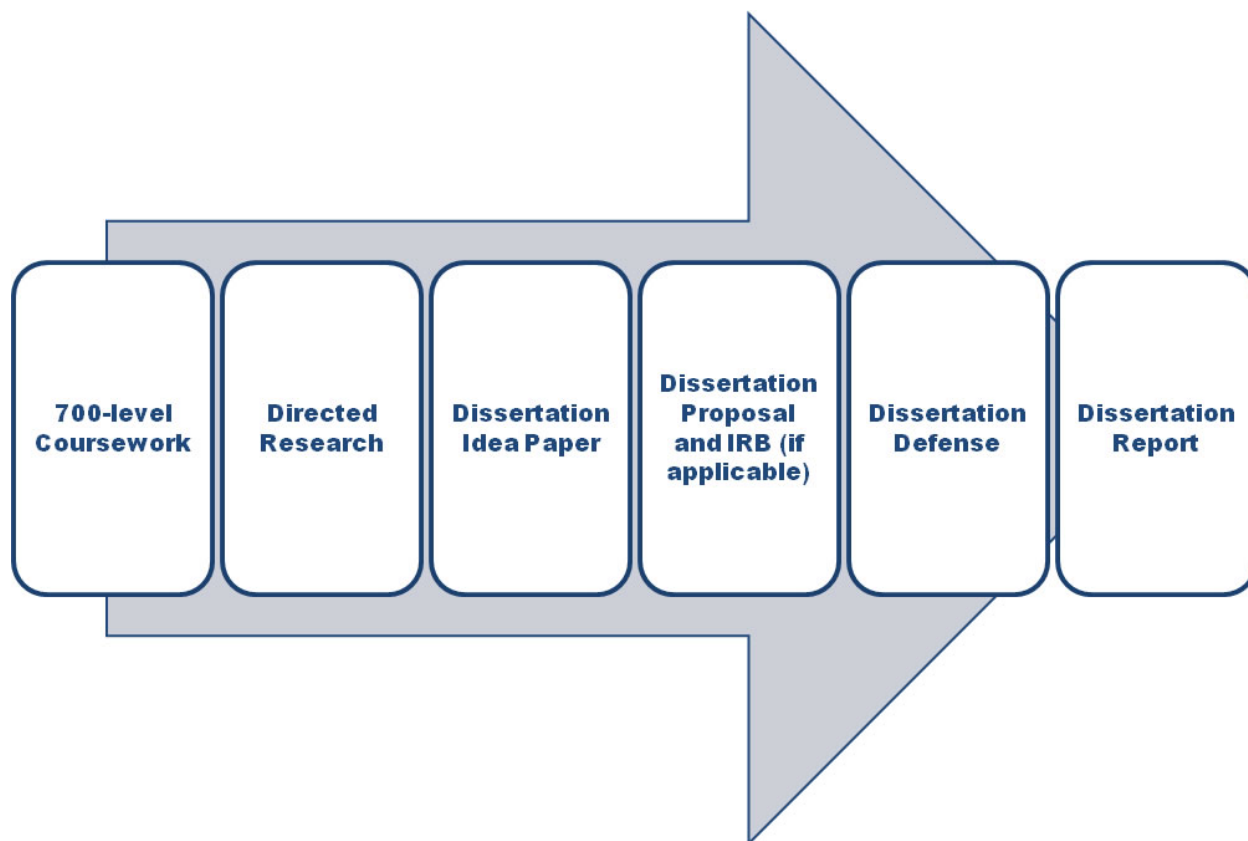 700-level
Coursework
Directed
Research
Dissertation
Idea Paper
Dissertation
Proposal
and IRB (if
applicable)
Dissertation
Defense
Dissertation
Report